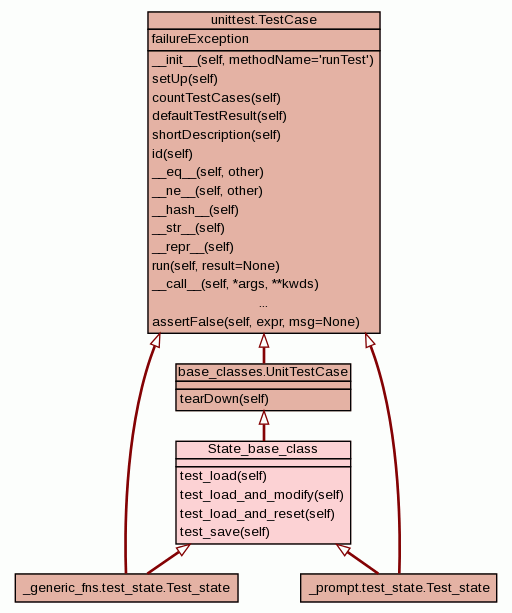 unittest.TestCase
failureException
__init__(self, methodName='runTest')
setUp(self)
countTestCases(self)
defaultTestResult(self)
shortDescription(self)
id(self)
__eq__(self, other)
__ne__(self, other)
__hash__(self)
__str__(self)
__repr__(self)
run(self, result=None)
__call__(self, *args, **kwds)
...
assertFalse(self, expr, msg=None)
base_classes.UnitTestCase
tearDown(self)
State_base_class
test_load(self)
test_load_and_modify(self)
test_load_and_reset(self)
test_save(self)
_generic_fns.test_state.Test_state
_prompt.test_state.Test_state